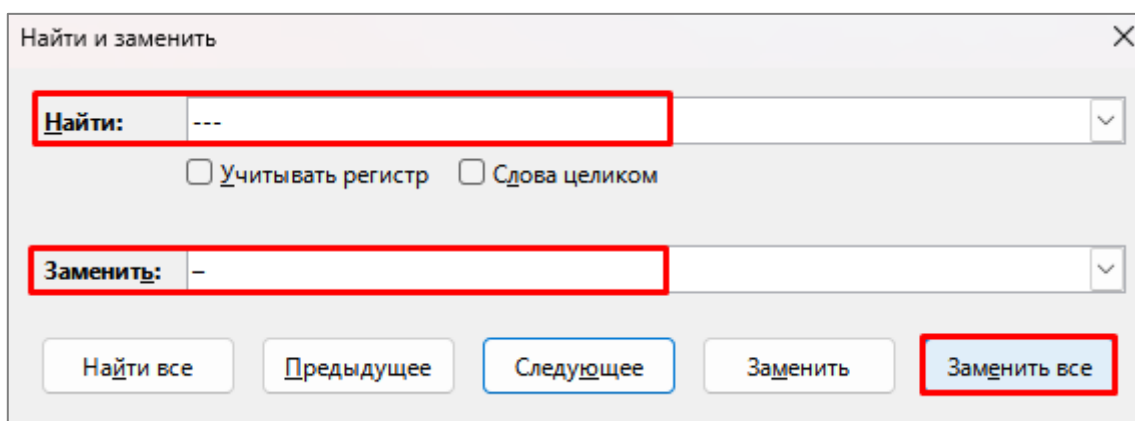 Найти и заменить
Найти: ---
Учитывать регистр Слова целиком
Заменить: –
Найти все Предыдущее Следующее Заменить Заменить все